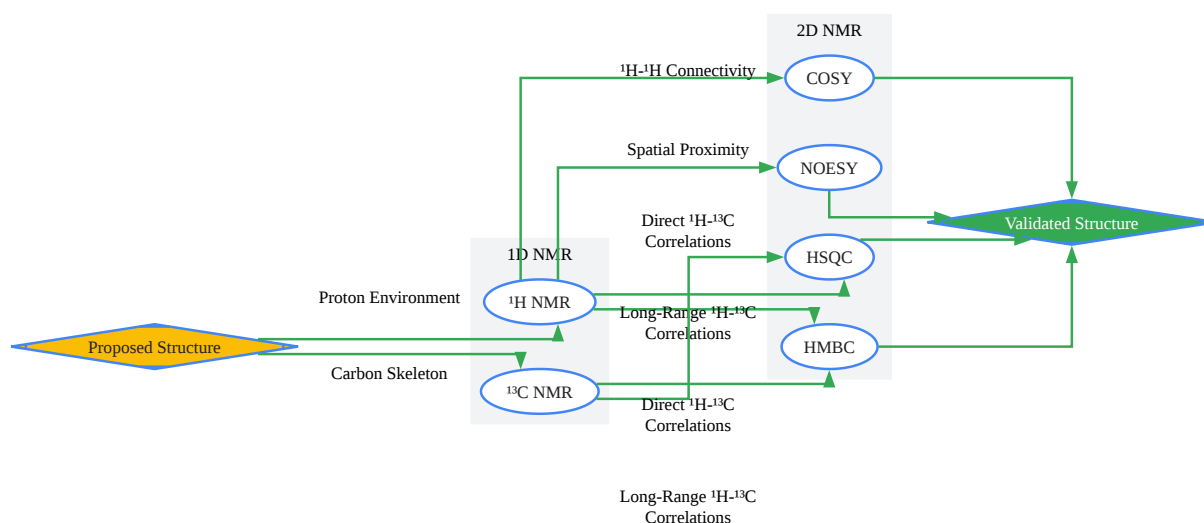 2D NMR
¹H-¹H Connectivity
COSY
Spatial Proximity
NOESY
Direct ¹H-¹³C
Correlations
Validated Structure
1D NMR
HSQC
Proton Environment
¹H NMR
Long-Range ¹H-¹³C
Correlations
Proposed Structure
HMBC
Carbon Skeleton
¹³C NMR
Direct ¹H-¹³C
Correlations
Long-Range ¹H-¹³C
Correlations